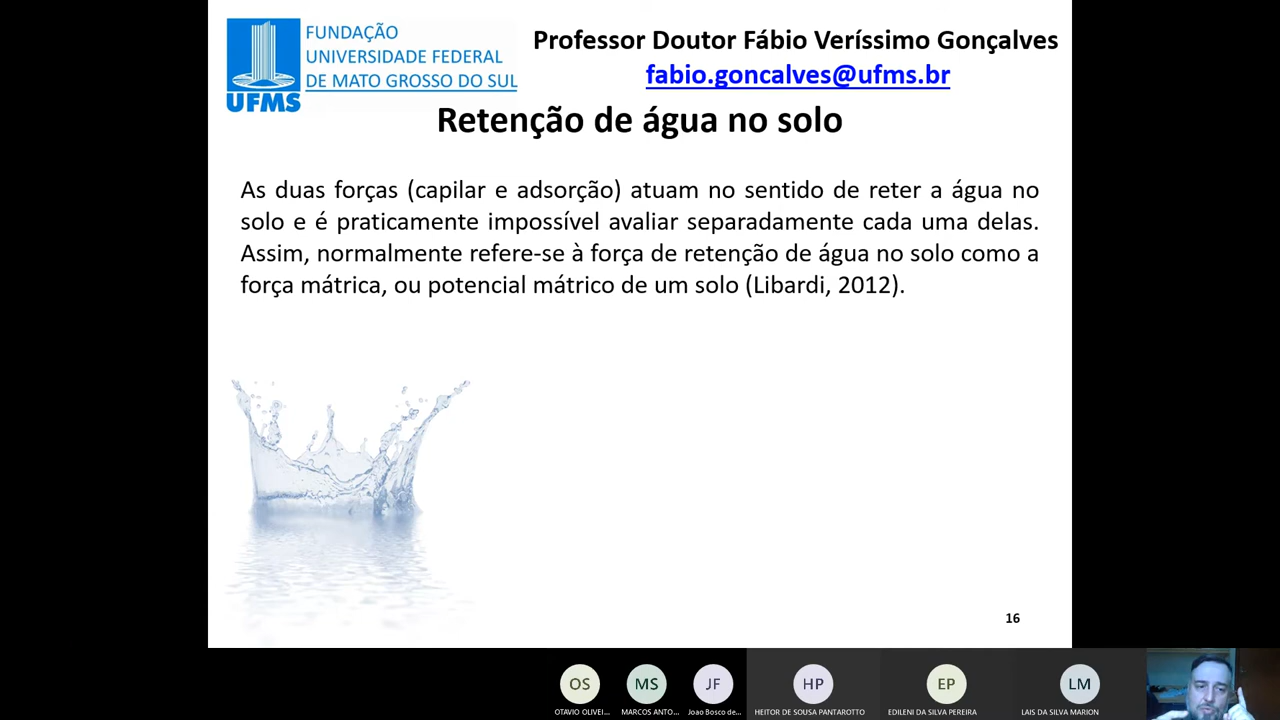 FUNDAÇÃO
UNIVERSIDADE FEDERAL
DE MATO GROSSO DO SUL
UFMS
Professor Doutor Fábio Veríssimo Gonçalves
fabio.goncalves@ufms.br
Retenção de água no solo
As duas forças (capilar e adsorção) atuam no sentido de reter a água no
solo e é praticamente impossível avaliar separadamente cada uma delas.
Assim, normalmente refere-se à força de retenção de água no solo como a
força mátrica, ou potencial mátrico de um solo (Libardi, 2012).
16
OS MS JF HP EP LM
OTAVIO OLIVEI... MARCOS ANTO... Joao Bosco de... HEITOR DE SOUSA PANTAROTTO EDILENI DA SILVA PEREIRA LAIS DA SILVA MARION